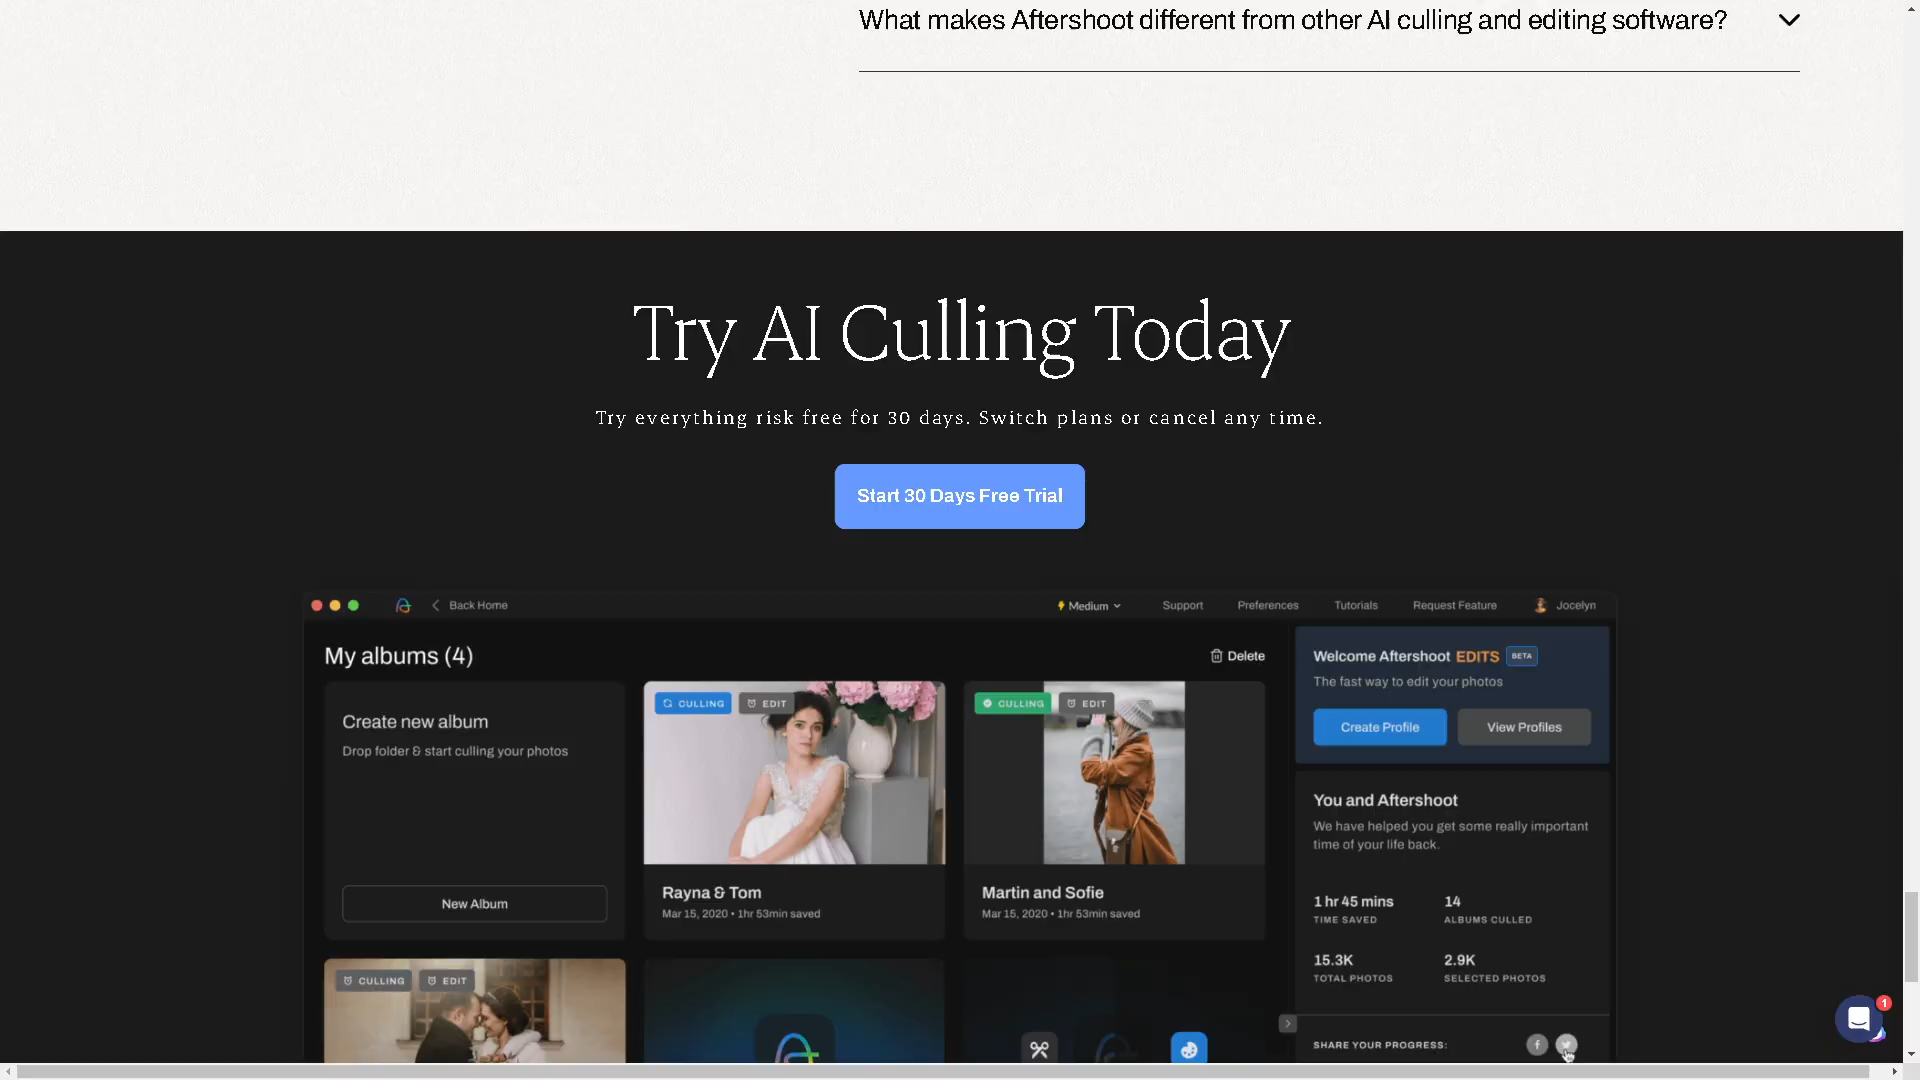 What makes Aftershoot different from other AI culling and editing software?
Try AI Culling Today
Try everything risk free for 30 days. Switch plans or cancel any time.
Start 30 Days Free Trial
Back Home
Medium
Support
Preferences
Tutorials
Request Feature
Jocelyn
My albums (4)
Delete
Create new album
Drop folder & start culling your photos
New Album
CULLING
EDIT
Rayna & Tom
Mar 15, 2020 • 1hr 53min saved
CULLING
EDIT
Martin and Sofie
Mar 15, 2020 • 1hr 53min saved
CULLING
EDIT
Welcome Aftershoot EDITS BETA
The fast way to edit your photos
Create Profile
View Profiles
You and Aftershoot
We have helped you get some really important
time of your life back.
1 hr 45 mins
TIME SAVED
14
ALBUMS CULLED
15.3K
TOTAL PHOTOS
2.9K
SELECTED PHOTOS
SHARE YOUR PROGRESS:
1